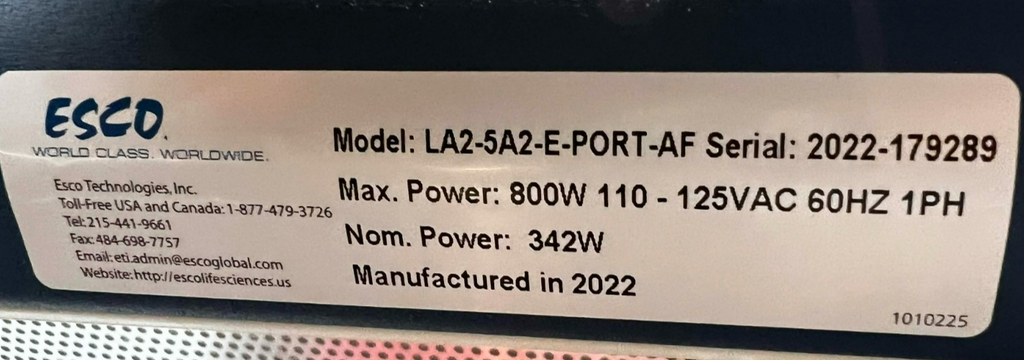 ESCO.
WORLD CLASS. WORLDWIDE.
Esco Technologies, Inc.
Toll-Free USA and Canada: 1-877-479-3726
Tel: 215-441-9661
Fax: 484-698-7757
Email: eti.admin@escoglobal.com
Website: http://escolifesciences.us
Model: LA2-5A2-E-PORT-AF Serial: 2022-179289
Max. Power: 800W 110 - 125VAC 60HZ 1PH
Nom. Power: 342W
Manufactured in 2022
1010225